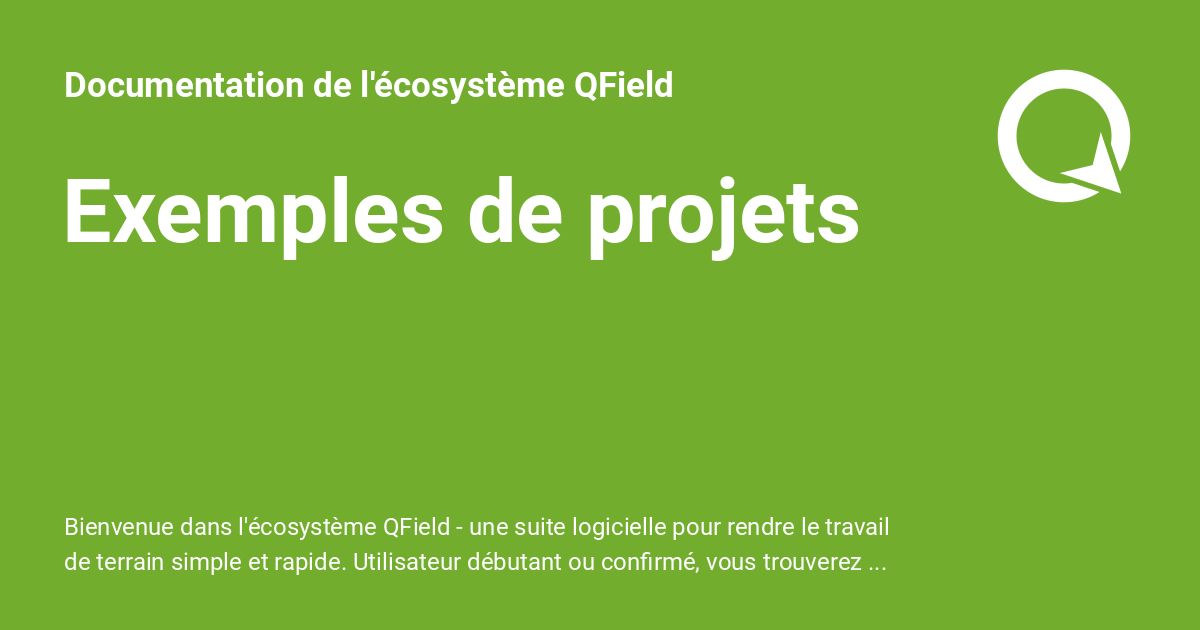 Documentation de l'écosystème QField
Exemples de projets
Bienvenue dans l'écosystème QField - une suite logicielle pour rendre le travail
de terrain simple et rapide. Utilisateur débutant ou confirmé, vous trouverez ...